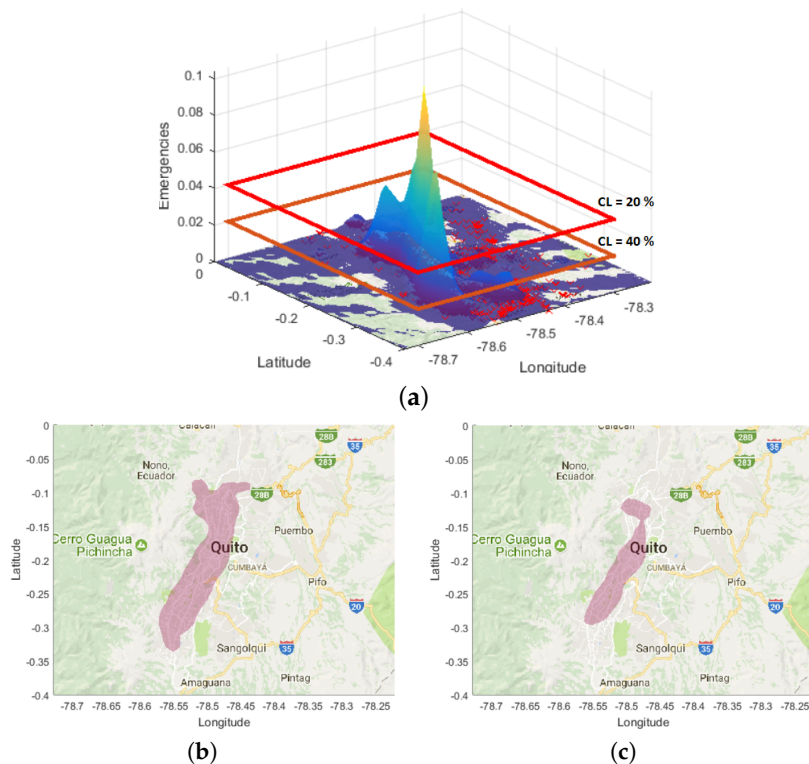 0.1
0.08
0.06
0.04
0.02
0
Emergencies
CL = 20 %
CL = 40 %
0
-0.1
-0.2
-0.3
-0.4
Latitude
-78.7
-78.6
-78.5
-78.4
-78.3
Longitude
(a)
0
-0.05
-0.1
-0.15
-0.2
-0.25
-0.3
-0.35
-0.4
Latitude
Calacalí
28B
35
283
Nono,
Ecuador
28B
Puembo
Cerro Guagua
Pichincha
Quito
CUMBAYÁ
Pifo
20
Sangolqui
35
Amaguana
Pintag
-78.7 -78.65 -78.6 -78.55 -78.5 -78.45 -78.4 -78.35 -78.3 -78.25
Longitude
(b)
0
-0.05
-0.1
-0.15
-0.2
-0.25
-0.3
-0.35
-0.4
Latitude
Calacalí
28B
35
283
Nono,
Ecuador
28B
Puembo
Cerro Guagua
Pichincha
Quito
CUMBAYÁ
Pifo
20
Sangolqui
35
Amaguana
Pintag
-78.7 -78.65 -78.6 -78.55 -78.5 -78.45 -78.4 -78.35 -78.3 -78.25
Longitude
(c)